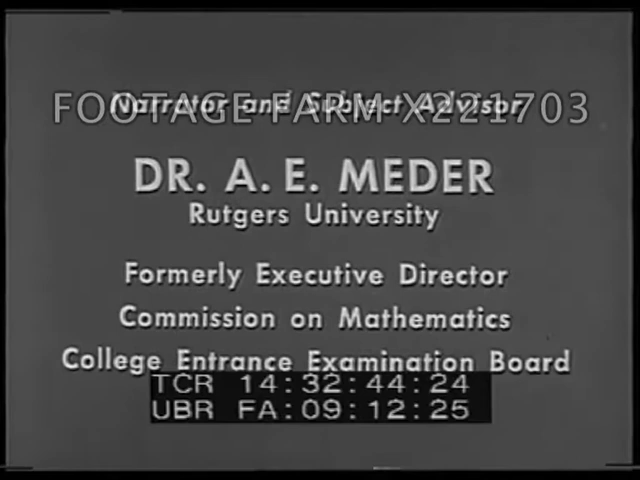 Narrator and Subject Advisor
FOOTAGE FARM X221703
DR. A. E. MEDER
Rutgers University
Formerly Executive Director
Commission on Mathematics
College Entrance Examination Board
TCR 14:32:44:24
UBR FA:09:12:25